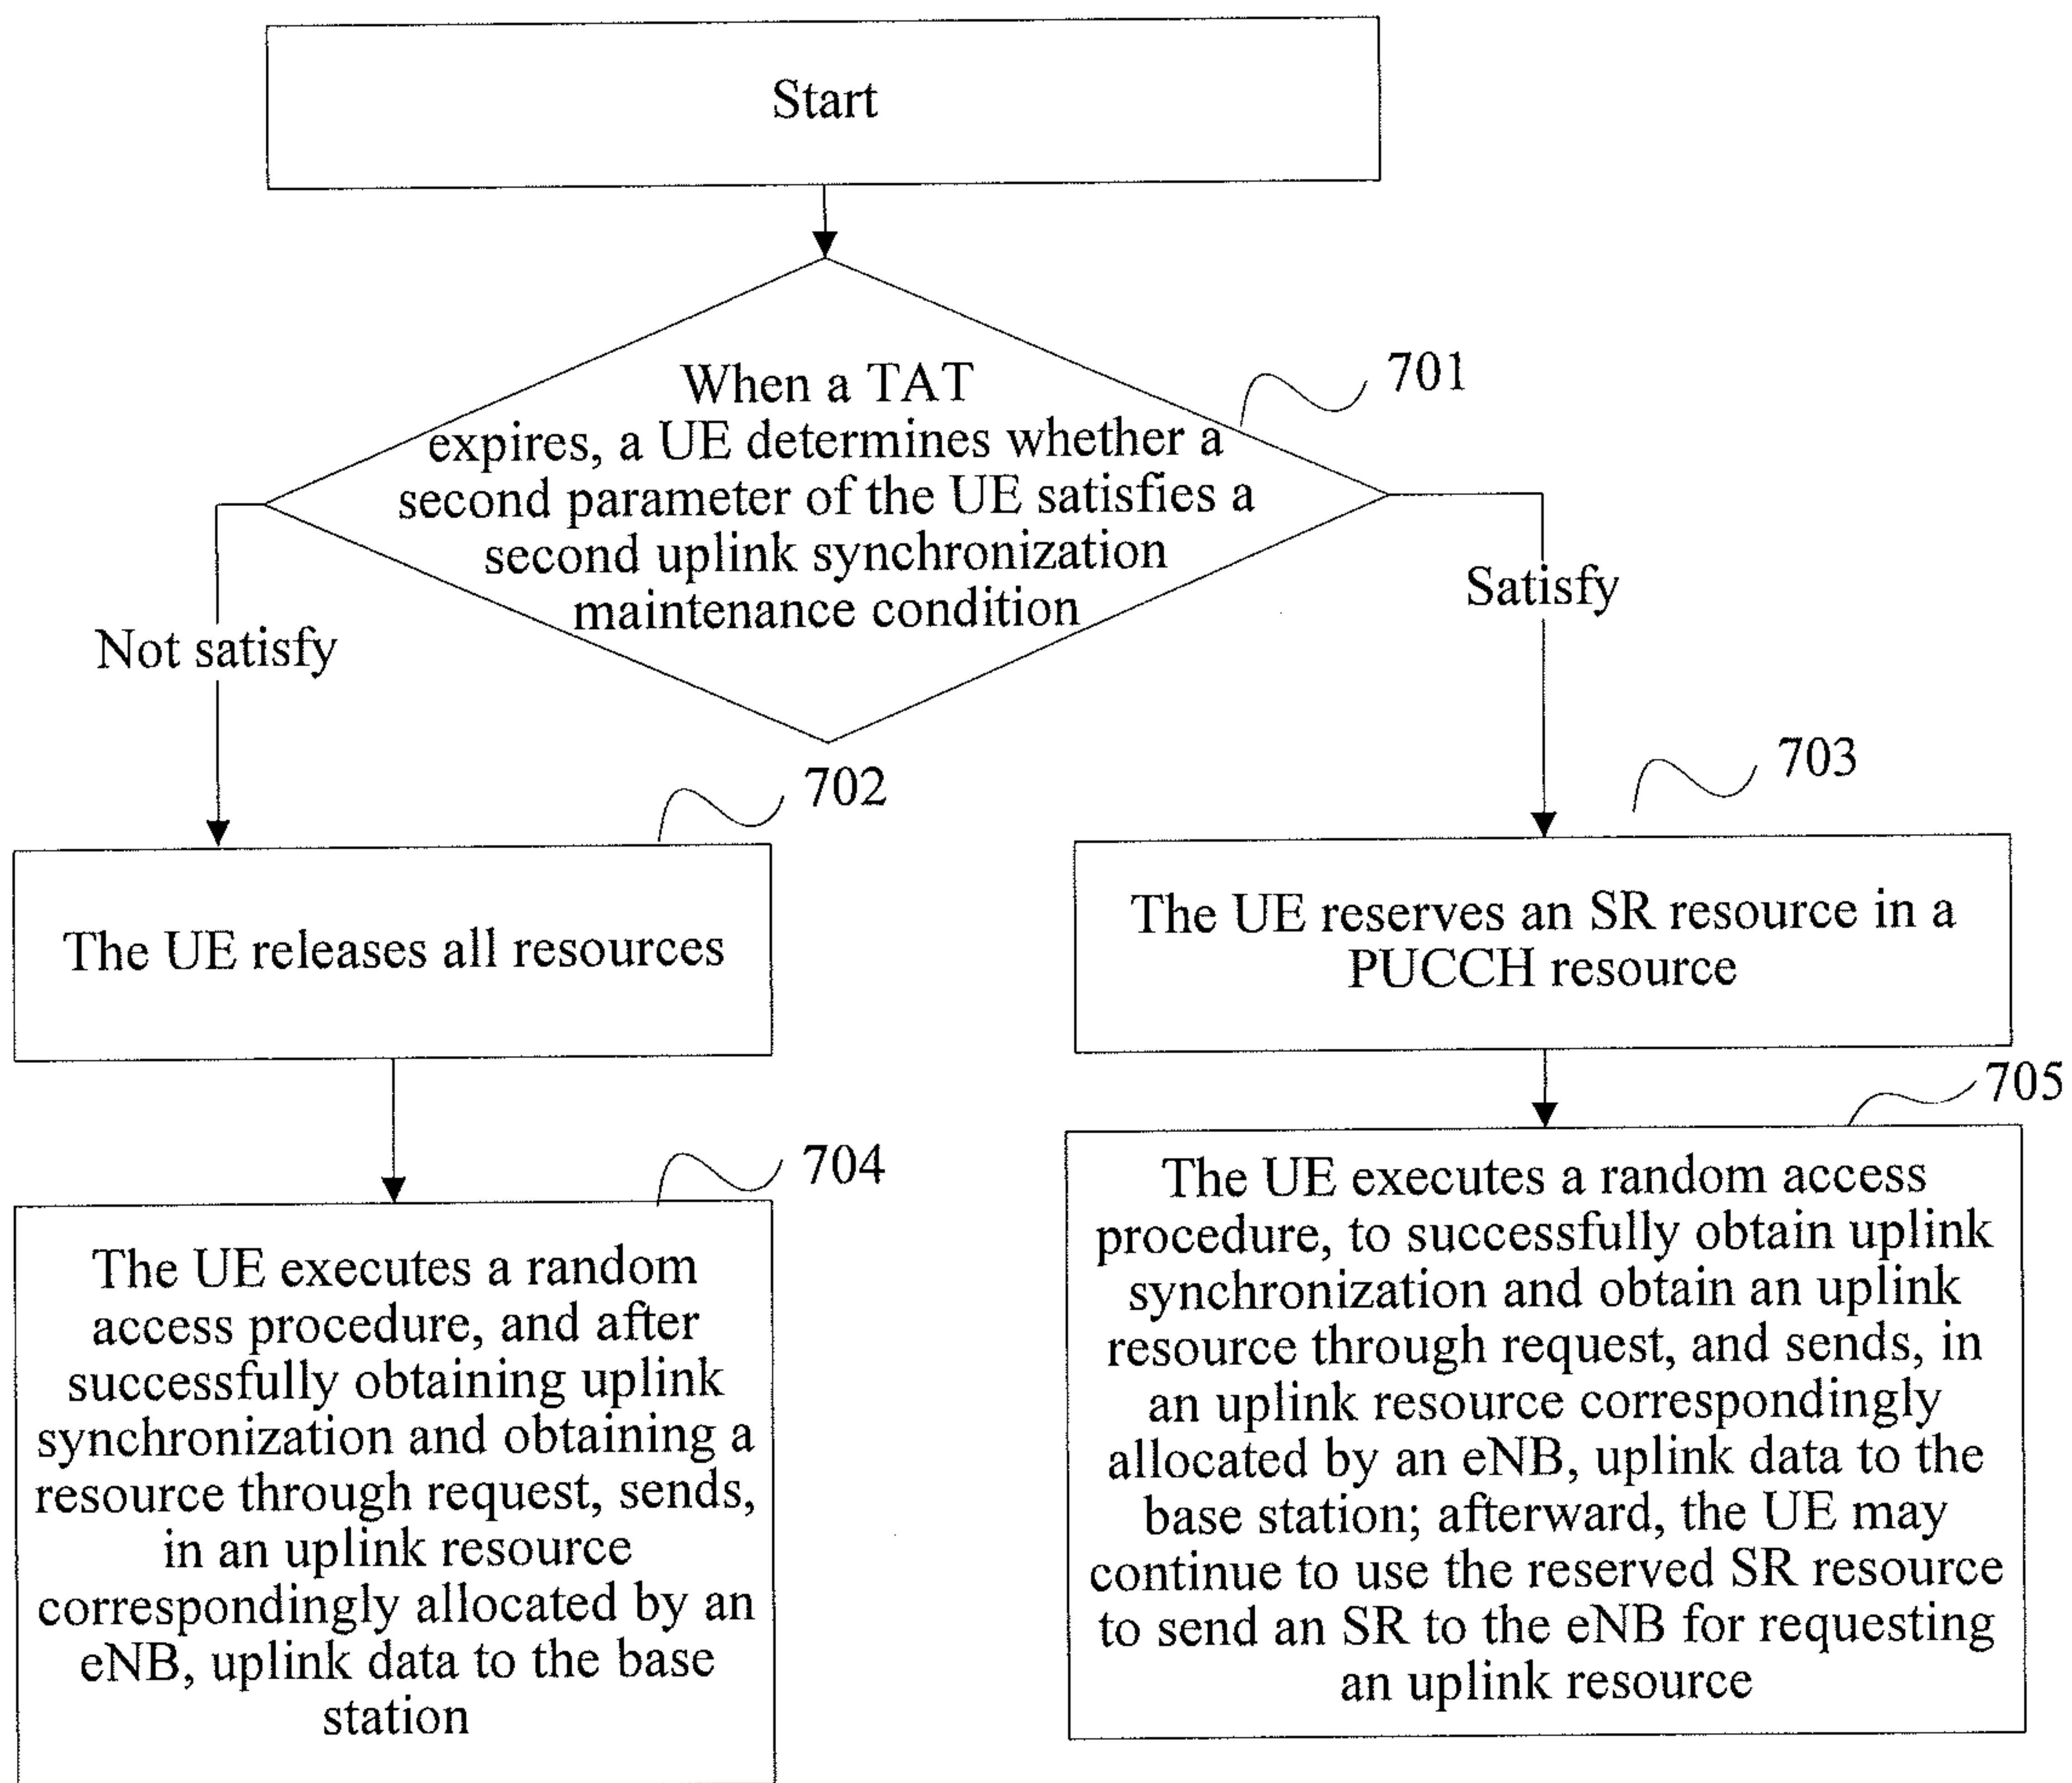 Start
When a TAT
expires, a UE determines whether a
second parameter of the UE satisfies a
second uplink synchronization
maintenance condition
701
Not satisfy
Satisfy
702
703
The UE releases all resources
The UE reserves an SR resource in a
PUCCH resource
704
705
The UE executes a random
access procedure, and after
successfully obtaining uplink
synchronization and obtaining a
resource through request, sends,
in an uplink resource
correspondingly allocated by an
eNB, uplink data to the base
station
The UE executes a random access
procedure, to successfully obtain uplink
synchronization and obtain an uplink
resource through request, and sends, in
an uplink resource correspondingly
allocated by an eNB, uplink data to the
base station; afterward, the UE may
continue to use the reserved SR resource
to send an SR to the eNB for requesting
an uplink resource